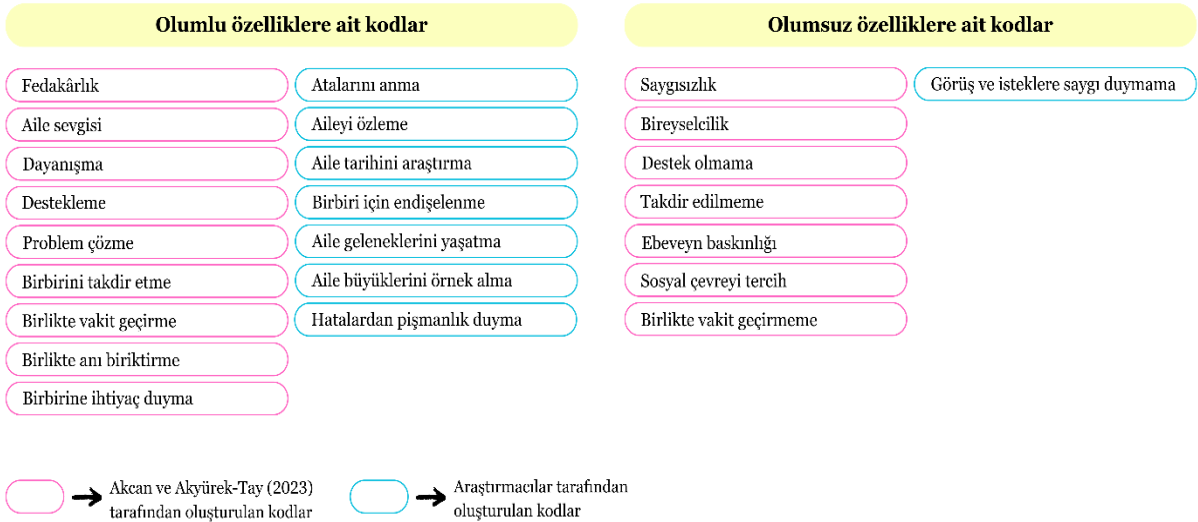 Olumlu özelliklere ait kodlar
Fedakârlık
Aile sevgisi
Dayanışma
Destekleme
Problem çözme
Birbirini takdir etme
Birlikte vakit geçirme
Birlikte anı biriktirme
Birbirine ihtiyaç duyma
Atalarını anma
Aileyi özleme
Aile tarihini araştırma
Birbiri için endişelenme
Aile geleneklerini yaşatma
Aile büyüklerini örnek alma
Hatalardan pişmanlık duyma
Olumsuz özelliklere ait kodlar
Saygısızlık
Bireyselcilik
Destek olmama
Takdir edilmeme
Ebeveyn baskınlığı
Sosyal çevreyi tercih
Birlikte vakit geçirmeme
Görüş ve isteklere saygı duymama
Akcan ve Akyürek-Tay (2023)
tarafından oluşturulan kodlar
Araştırmacılar tarafından
oluşturulan kodlar